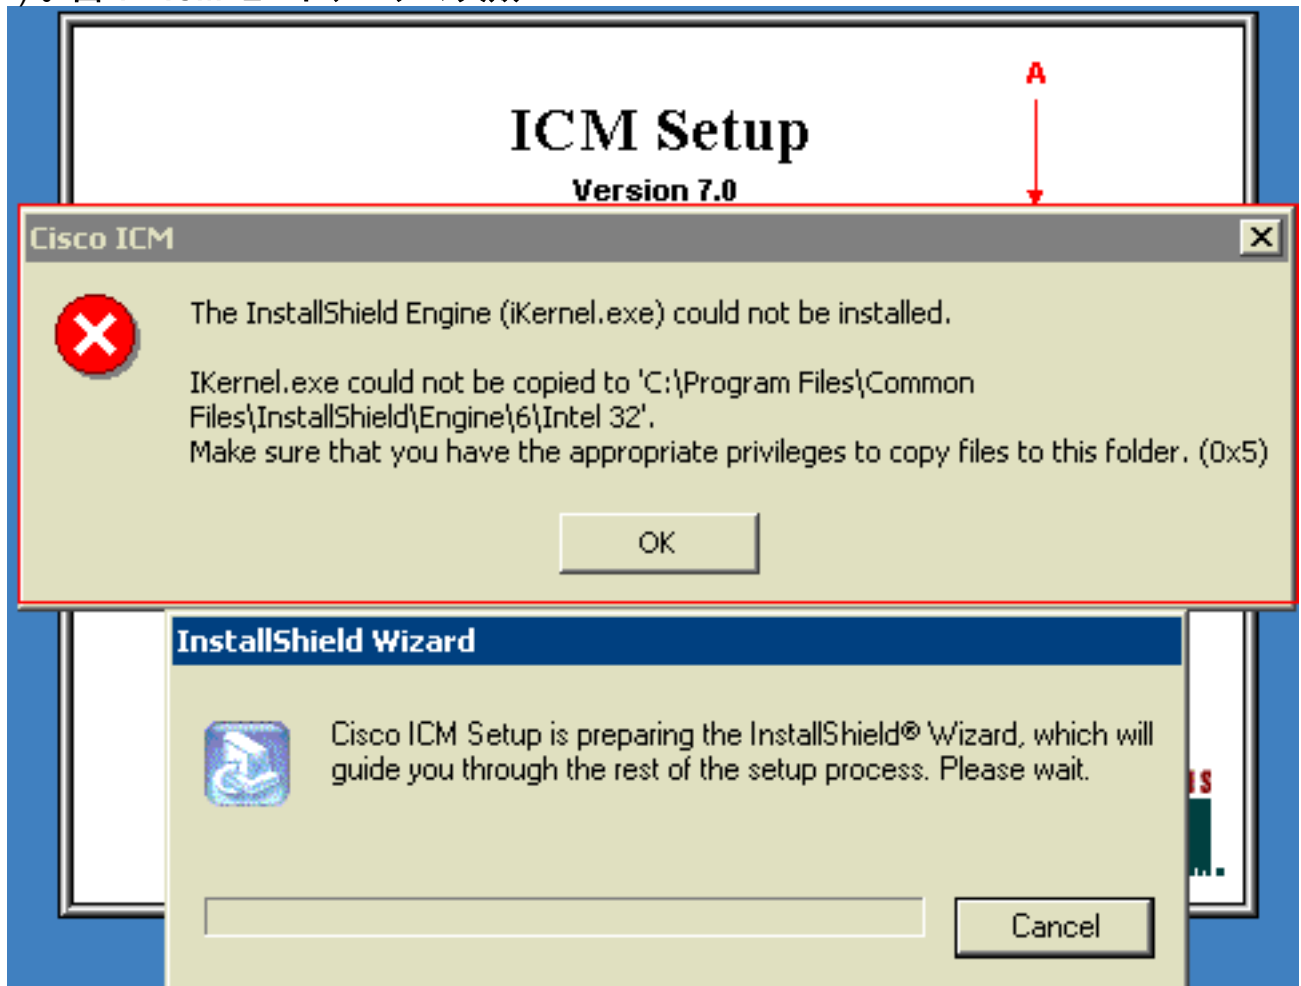 A
ICM Setup
Version 7.0
Cisco ICM
The InstallShield Engine (iKernel.exe) could not be installed.
IKernel.exe could not be copied to 'C:\Program Files\Common
Files\InstallShield\Engine\6\Intel 32'.
Make sure that you have the appropriate privileges to copy files to this folder. (0x5)
OK
InstallShield Wizard
Cisco ICM Setup is preparing the InstallShield® Wizard, which will
guide you through the rest of the setup process. Please wait.
Cancel